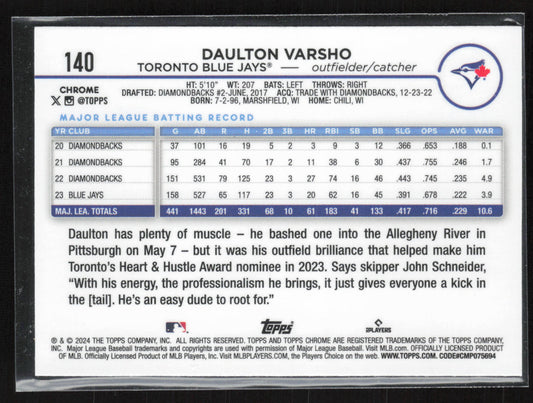 140
DAULTON VARSHO
TORONTO BLUE JAYS® — outfielder/catcher
CHROME
X @TOPPS
HT: 5'10" WT: 207 BATS: LEFT THROWS: RIGHT
DRAFTED: DIAMONDBACKS #2-JUNE, 2017 ACQ: TRADE WITH DIAMONDBACKS, 12-23-22
BORN: 7-2-96, MARSHFIELD, WI HOME: CHILI, WI
MAJOR LEAGUE BATTING RECORD
YR CLUB G AB R H 2B 3B HR RBI SB BB SLG OPS AVG WAR
20 DIAMONDBACKS 37 101 16 19 5 2 3 9 3 12 .366 .653 .188 0.1
21 DIAMONDBACKS 95 284 41 70 17 2 11 38 6 30 .437 .755 .246 1.7
22 DIAMONDBACKS 151 531 79 125 23 3 27 74 16 46 .443 .745 .235 4.9
23 BLUE JAYS 158 527 65 117 23 3 20 62 16 45 .391 .678 .222 3.9
MAJ. LEA. TOTALS 441 1443 201 331 68 10 61 183 41 133 .417 .716 .229 10.6
Daulton has plenty of muscle – he bashed one into the Allegheny River in
Pittsburgh on May 7 – but it was his outfield brilliance that helped make him
Toronto's Heart & Hustle Award nominee in 2023. Says skipper John Schneider,
"With his energy, the professionalism he brings, it just gives everyone a kick in
the [tail]. He's an easy dude to root for."
topps
PLAYERS
® & © 2024 THE TOPPS COMPANY, INC. ALL RIGHTS RESERVED. TOPPS AND TOPPS CHROME ARE TRADEMARKS OF THE TOPPS COMPANY,
INC. Major League Baseball trademarks and copyrights are used with permission of Major League Baseball. Visit MLB.com. OFFICIALLY LICENSED PRODUCT
OF MLB PLAYERS, INC. Officially Licensed Product of MLB Players, Inc. Visit MLBPLAYERS.COM, the Players Choice on the web. WWW.TOPPS.COM. CODE#CMP075694